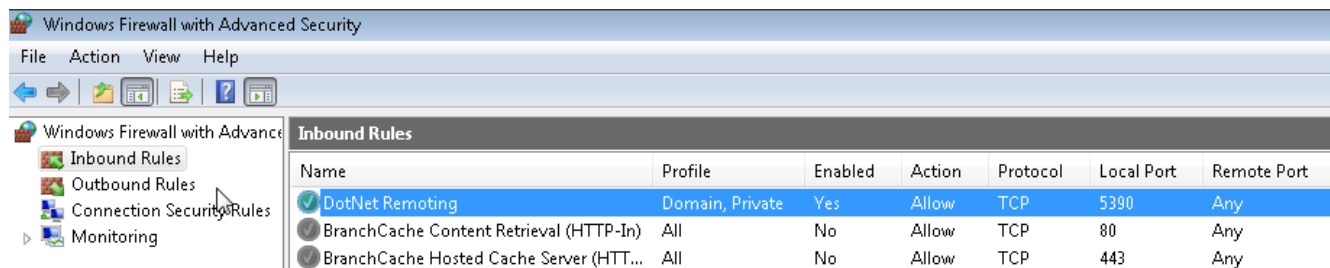 Windows Firewall with Advanced Security
File Action View Help
Windows Firewall with Advance
Inbound Rules
Outbound Rules
Connection Security Rules
Monitoring
Inbound Rules
Name Profile Enabled Action Protocol Local Port Remote Port
DotNet Remoting Domain, Private Yes Allow TCP 5390 Any
BranchCache Content Retrieval (HTTP-In) All No Allow TCP 80 Any
BranchCache Hosted Cache Server (HTT... All No Allow TCP 443 Any